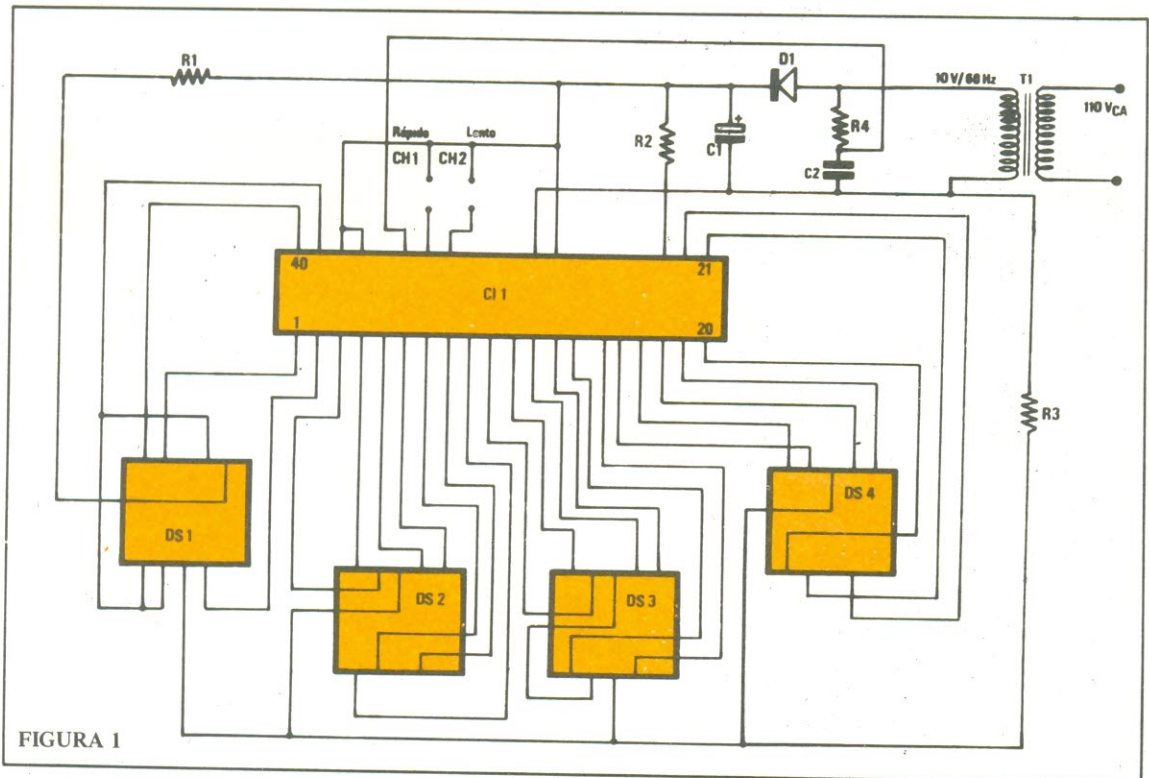 R1
D1
10 V/60 Hz
T1
110 VCA
Rápido
Lento
CH1
CH2
R2
C1
+
R4
C2
40
21
CI 1
1
20
R3
DS 1
DS 2
DS 3
DS 4
FIGURA 1